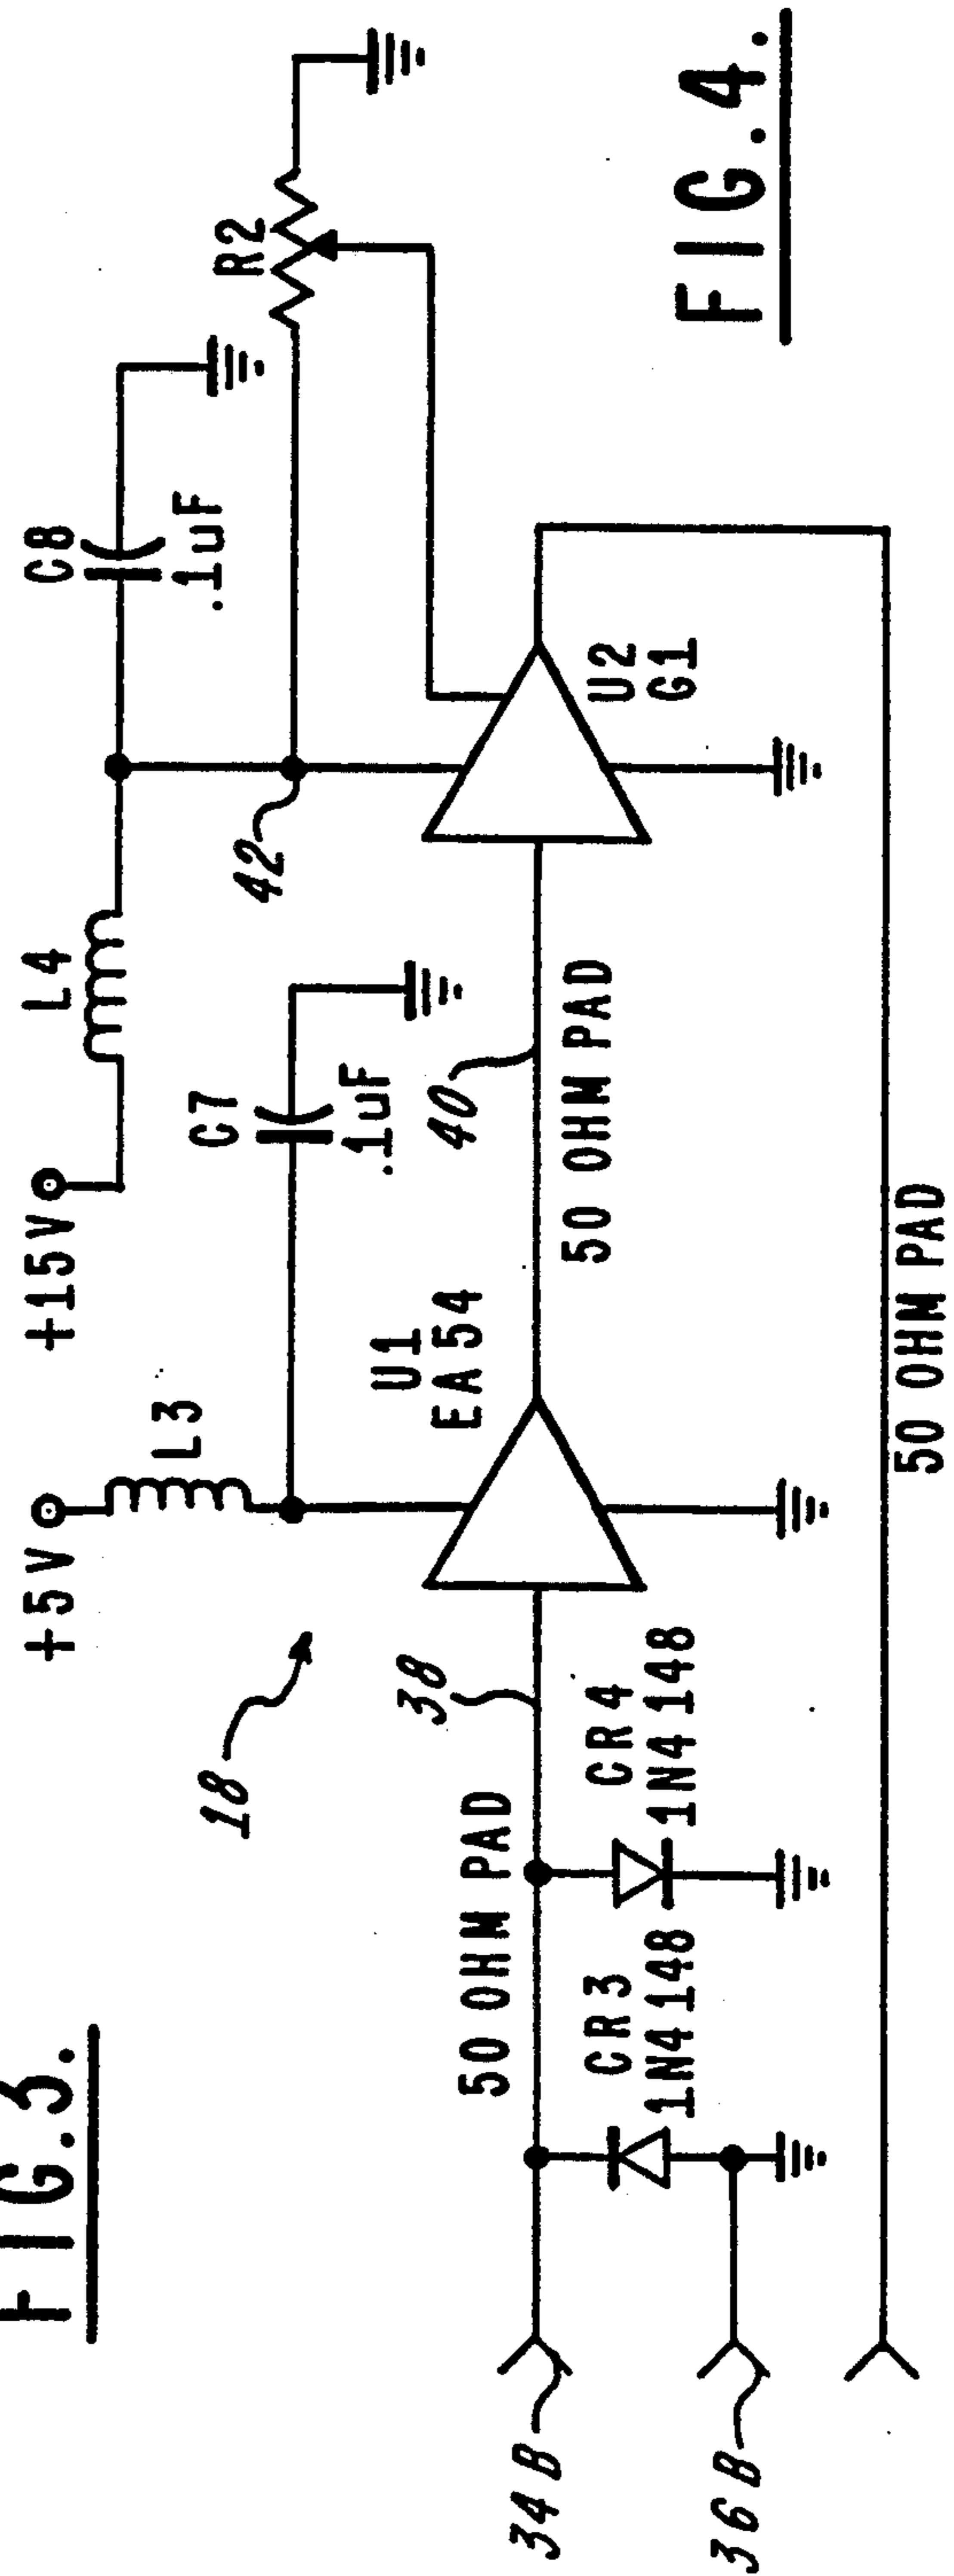 FIG.3.
+5V
+15V
L4
C8
.1uF
L3
C7
.1uF
R2
42
18
U1
EA54
40
50 OHM PAD
U2
G1
38
50 OHM PAD
CR3
1N4148
CR4
1N4148
34B
36B
50 OHM PAD
FIG.4.